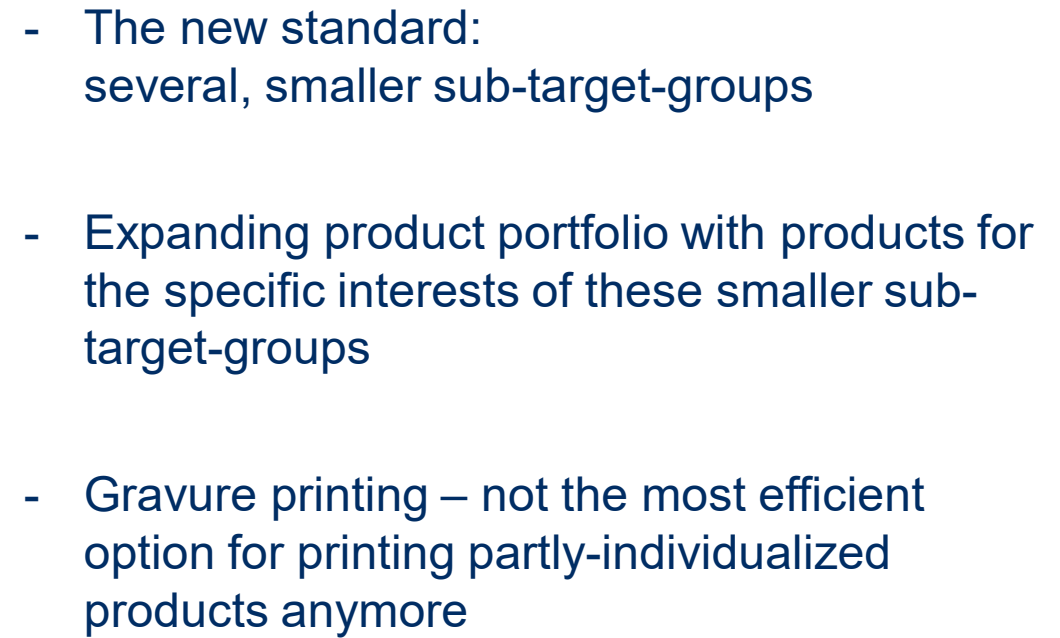 - The new standard:
several, smaller sub-target-groups
- Expanding product portfolio with products for
the specific interests of these smaller sub-
target-groups
- Gravure printing – not the most efficient
option for printing partly-individualized
products anymore